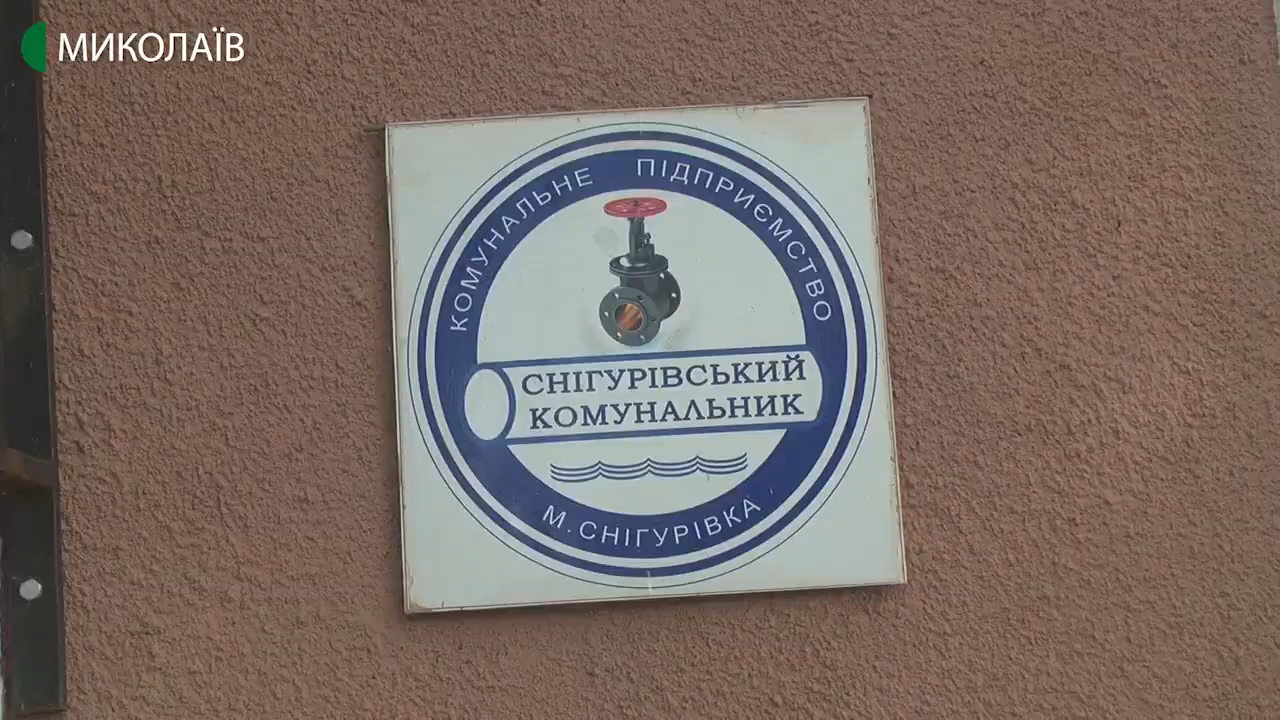 МИКОЛАЇВ
КОМУНАЛЬНЕ ПІДПРИЄМСТВО
СНІГУРІВСЬКИЙ
КОМУНАЛЬНИК
М. СНІГУРІВКА